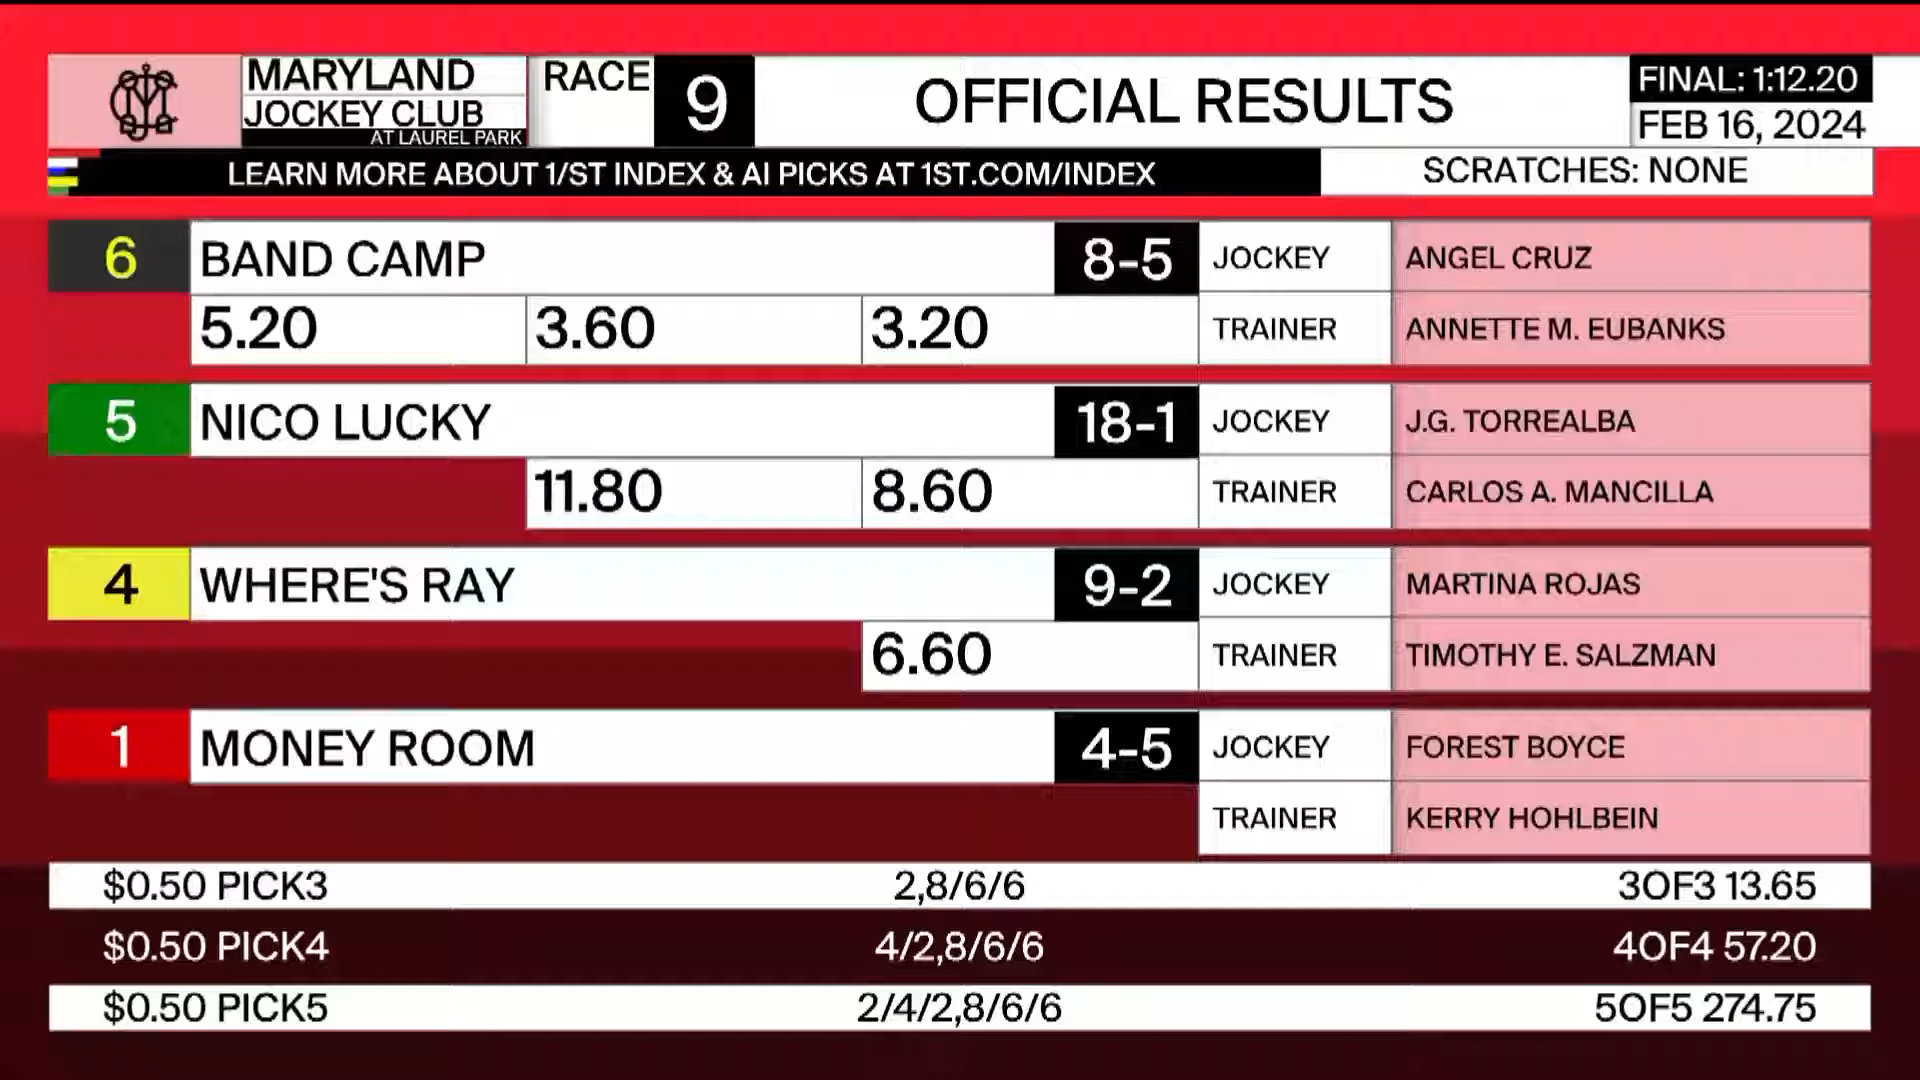 MARYLAND
JOCKEY CLUB
AT LAUREL PARK
RACE 9
OFFICIAL RESULTS
FINAL: 1:12.20
FEB 16, 2024
LEARN MORE ABOUT 1/ST INDEX & AI PICKS AT 1ST.COM/INDEX
SCRATCHES: NONE
6 BAND CAMP 8-5 JOCKEY ANGEL CRUZ
5.20 3.60 3.20 TRAINER ANNETTE M. EUBANKS
5 NICO LUCKY 18-1 JOCKEY J.G. TORREALBA
11.80 8.60 TRAINER CARLOS A. MANCILLA
4 WHERE'S RAY 9-2 JOCKEY MARTINA ROJAS
6.60 TRAINER TIMOTHY E. SALZMAN
1 MONEY ROOM 4-5 JOCKEY FOREST BOYCE
TRAINER KERRY HOHLBEIN
$0.50 PICK3 2,8/6/6 3OF3 13.65
$0.50 PICK4 4/2,8/6/6 4OF4 57.20
$0.50 PICK5 2/4/2,8/6/6 5OF5 274.75